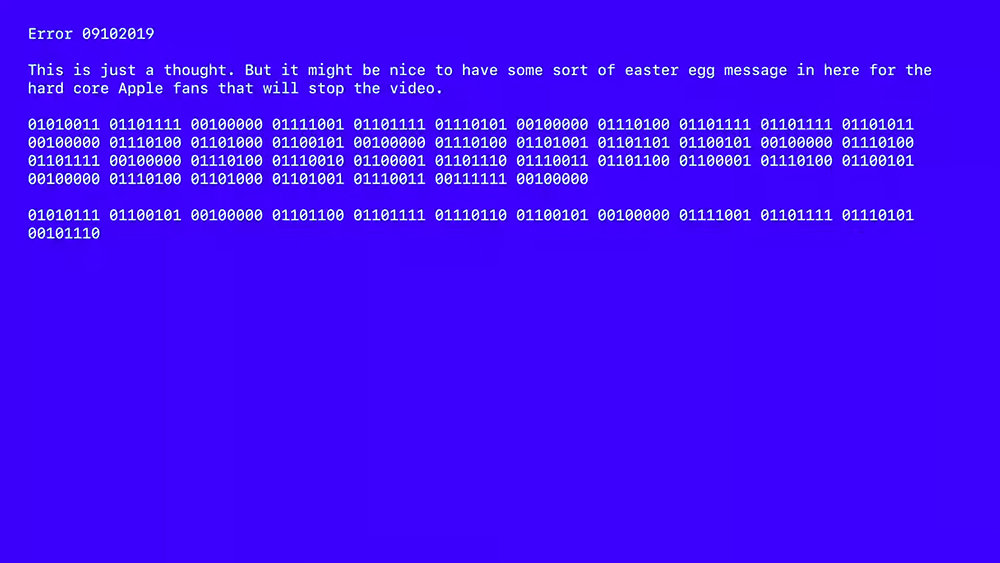 Error 09102019
This is just a thought. But it might be nice to have some sort of easter egg message in here for the
hard core Apple fans that will stop the video.
01010011 01101111 00100000 01111001 01101111 01110101 00100000 01110100 01101111 01101111 01101011
00100000 01110100 01101000 01100101 00100000 01110100 01101001 01101101 01100101 00100000 01110100
01101111 00100000 01110100 01110010 01100001 01101110 01110011 01101100 01100001 01110100 01100101
00100000 01110100 01101000 01101001 01110011 00111111 00100000
01010111 01100101 00100000 01101100 01101111 01110110 01100101 00100000 01111001 01101111 01110101
00101110